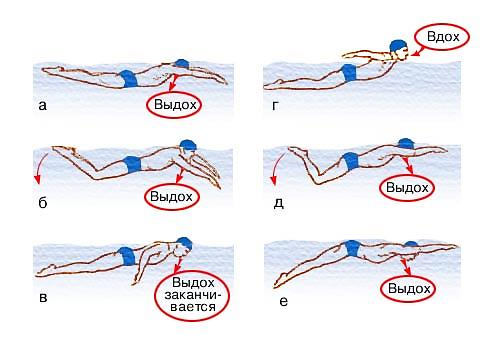 Выдох
а
Выдох
б
Выдох
заканчи-
вается
в
Вдох
г
Выдох
д
Выдох
е